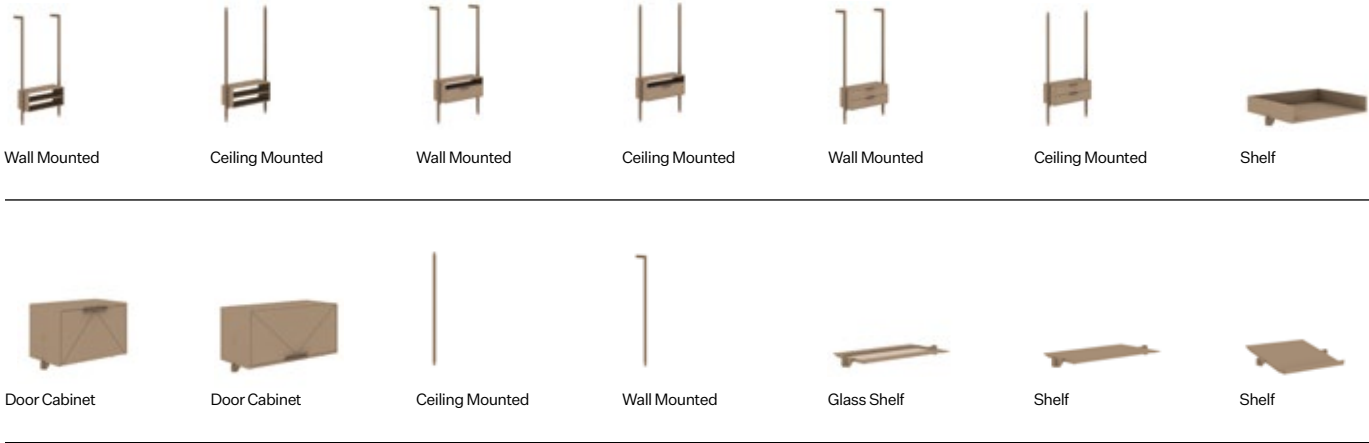 Wall Mounted
Ceiling Mounted
Wall Mounted
Ceiling Mounted
Wall Mounted
Ceiling Mounted
Shelf
Door Cabinet
Door Cabinet
Ceiling Mounted
Wall Mounted
Glass Shelf
Shelf
Shelf